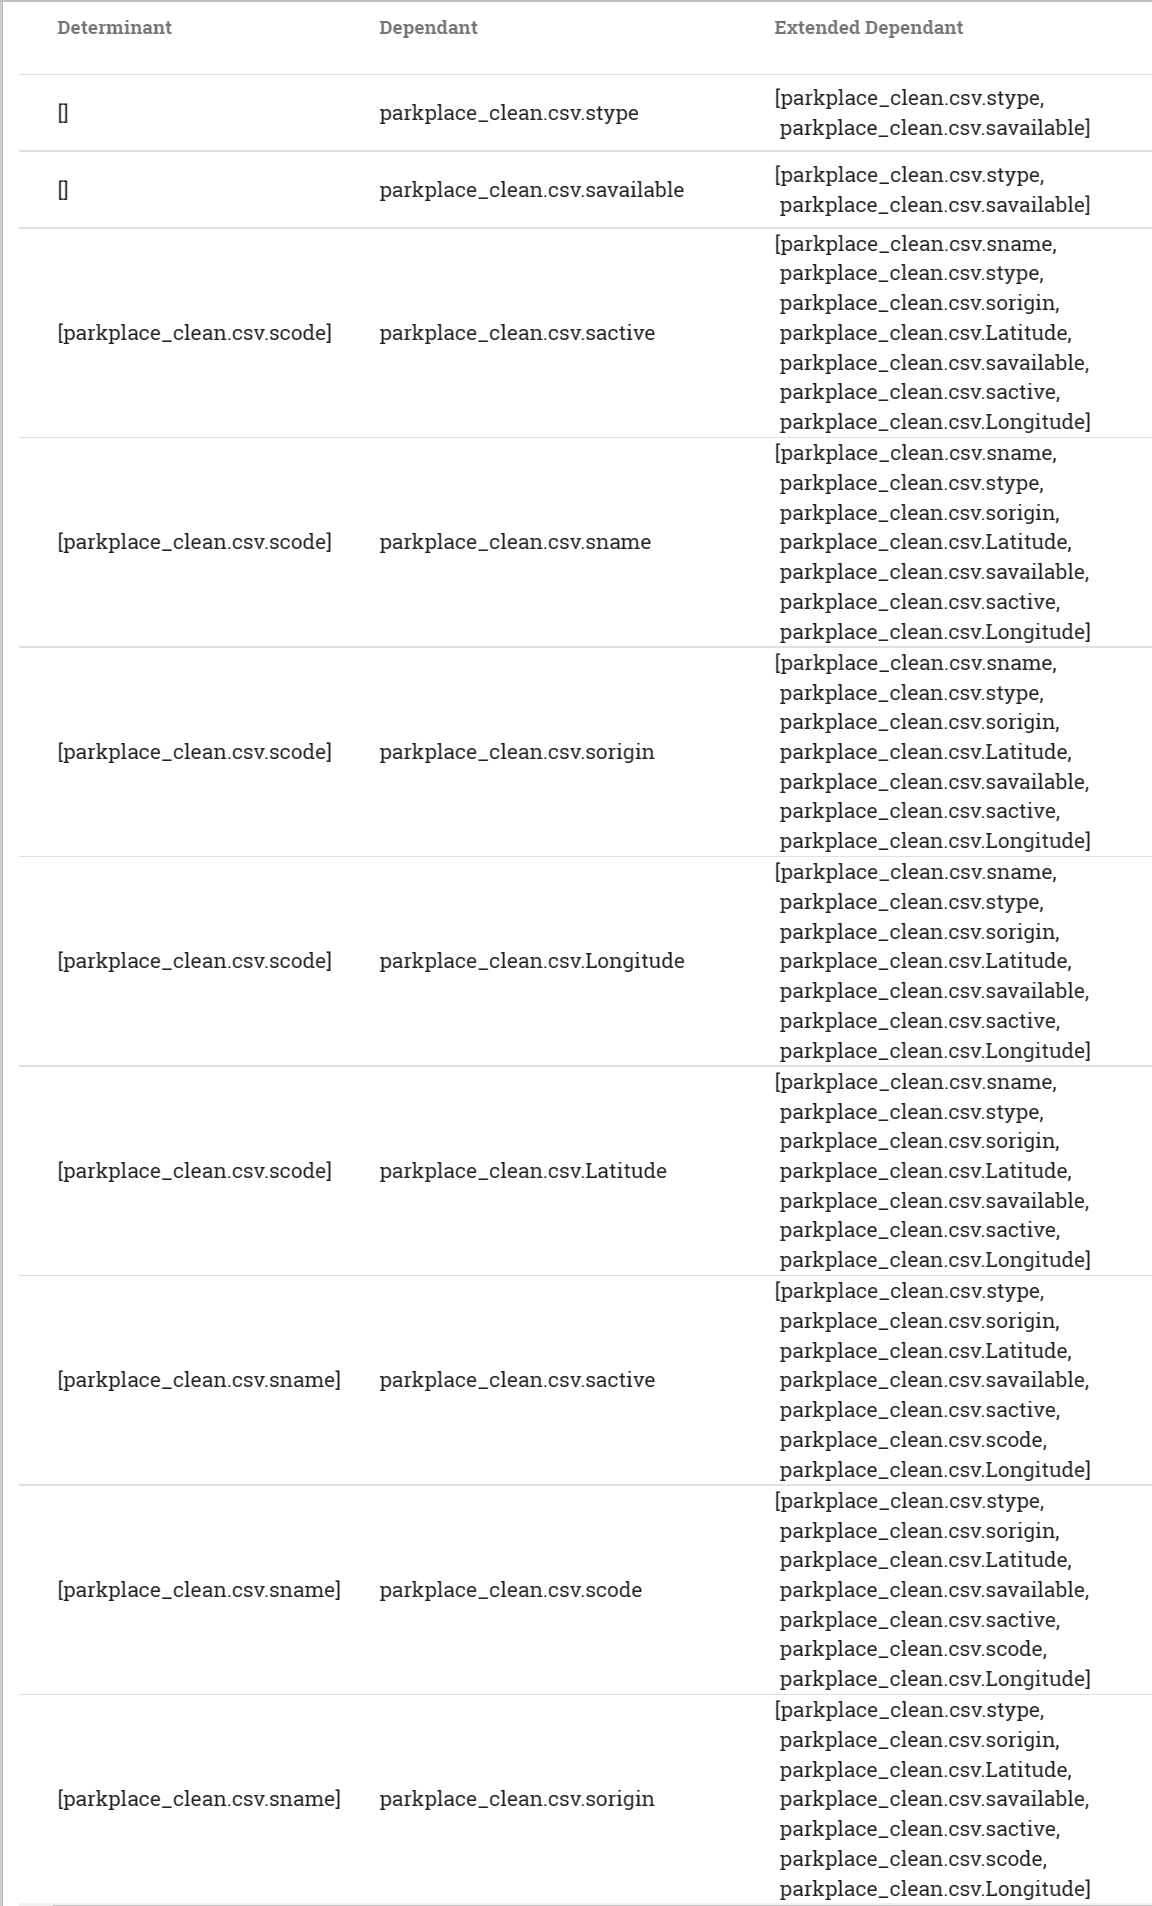 Determinant Dependant Extended Dependant
[] parkplace_clean.csv.stype [parkplace_clean.csv.stype,
parkplace_clean.csv.savailable]
[] parkplace_clean.csv.savailable [parkplace_clean.csv.stype,
parkplace_clean.csv.savailable]
[parkplace_clean.csv.scode] parkplace_clean.csv.sactive [parkplace_clean.csv.sname,
parkplace_clean.csv.stype,
parkplace_clean.csv.sorigin,
parkplace_clean.csv.Latitude,
parkplace_clean.csv.savailable,
parkplace_clean.csv.sactive,
parkplace_clean.csv.Longitude]
[parkplace_clean.csv.scode] parkplace_clean.csv.sname [parkplace_clean.csv.sname,
parkplace_clean.csv.stype,
parkplace_clean.csv.sorigin,
parkplace_clean.csv.Latitude,
parkplace_clean.csv.savailable,
parkplace_clean.csv.sactive,
parkplace_clean.csv.Longitude]
[parkplace_clean.csv.scode] parkplace_clean.csv.sorigin [parkplace_clean.csv.sname,
parkplace_clean.csv.stype,
parkplace_clean.csv.sorigin,
parkplace_clean.csv.Latitude,
parkplace_clean.csv.savailable,
parkplace_clean.csv.sactive,
parkplace_clean.csv.Longitude]
[parkplace_clean.csv.scode] parkplace_clean.csv.Longitude [parkplace_clean.csv.sname,
parkplace_clean.csv.stype,
parkplace_clean.csv.sorigin,
parkplace_clean.csv.Latitude,
parkplace_clean.csv.savailable,
parkplace_clean.csv.sactive,
parkplace_clean.csv.Longitude]
[parkplace_clean.csv.scode] parkplace_clean.csv.Latitude [parkplace_clean.csv.sname,
parkplace_clean.csv.stype,
parkplace_clean.csv.sorigin,
parkplace_clean.csv.Latitude,
parkplace_clean.csv.savailable,
parkplace_clean.csv.sactive,
parkplace_clean.csv.Longitude]
[parkplace_clean.csv.sname] parkplace_clean.csv.sactive [parkplace_clean.csv.stype,
parkplace_clean.csv.sorigin,
parkplace_clean.csv.Latitude,
parkplace_clean.csv.savailable,
parkplace_clean.csv.sactive,
parkplace_clean.csv.scode,
parkplace_clean.csv.Longitude]
[parkplace_clean.csv.sname] parkplace_clean.csv.scode [parkplace_clean.csv.stype,
parkplace_clean.csv.sorigin,
parkplace_clean.csv.Latitude,
parkplace_clean.csv.savailable,
parkplace_clean.csv.sactive,
parkplace_clean.csv.scode,
parkplace_clean.csv.Longitude]
[parkplace_clean.csv.sname] parkplace_clean.csv.sorigin [parkplace_clean.csv.stype,
parkplace_clean.csv.sorigin,
parkplace_clean.csv.Latitude,
parkplace_clean.csv.savailable,
parkplace_clean.csv.sactive,
parkplace_clean.csv.scode,
parkplace_clean.csv.Longitude]